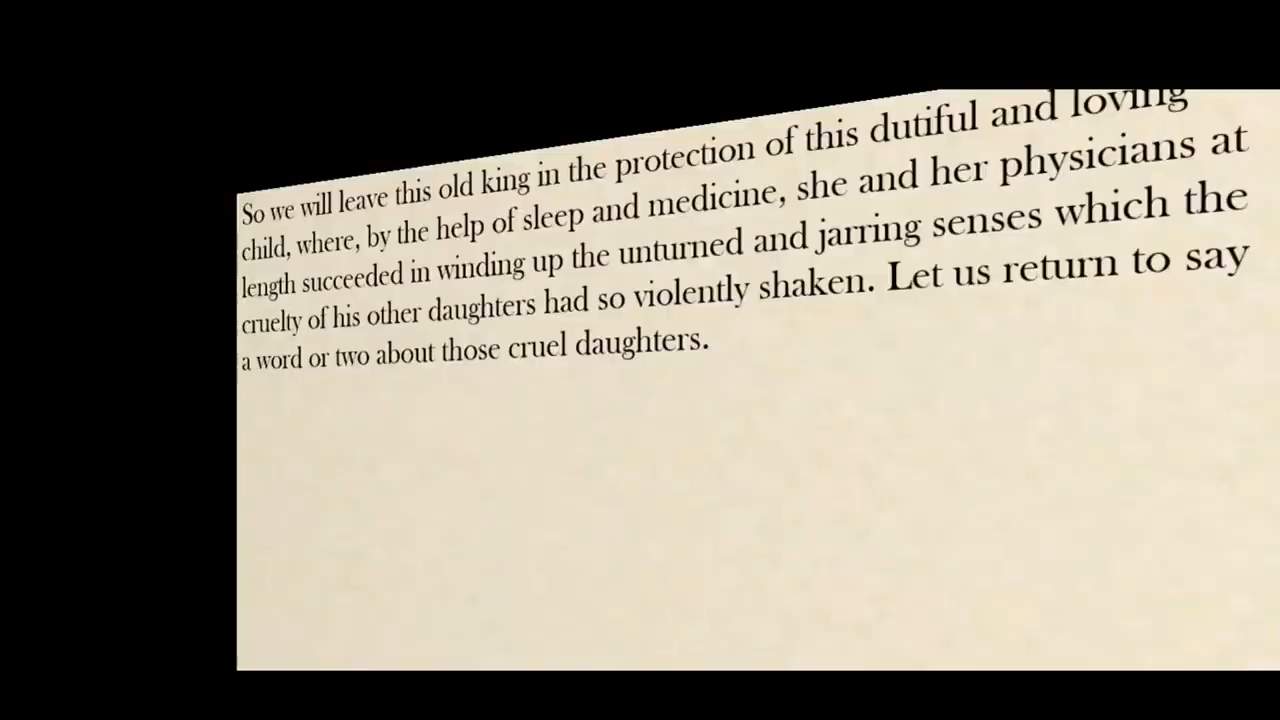 So we will leave this old king in the protection of this dutiful and loving
child, where, by the help of sleep and medicine, she and her physicians at
length succeeded in winding up the unturned and jarring senses which the
cruelty of his other daughters had so violently shaken. Let us return to say
a word or two about those cruel daughters.